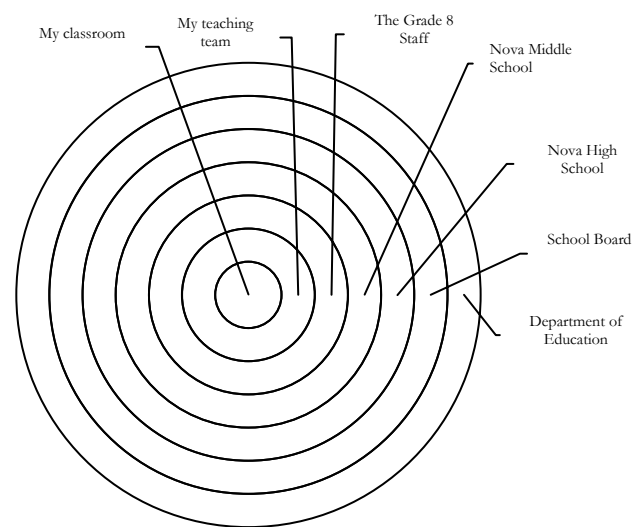 My classroom
My teaching
team
The Grade 8
Staff
Nova Middle
School
Nova High
School
School Board
Department of
Education